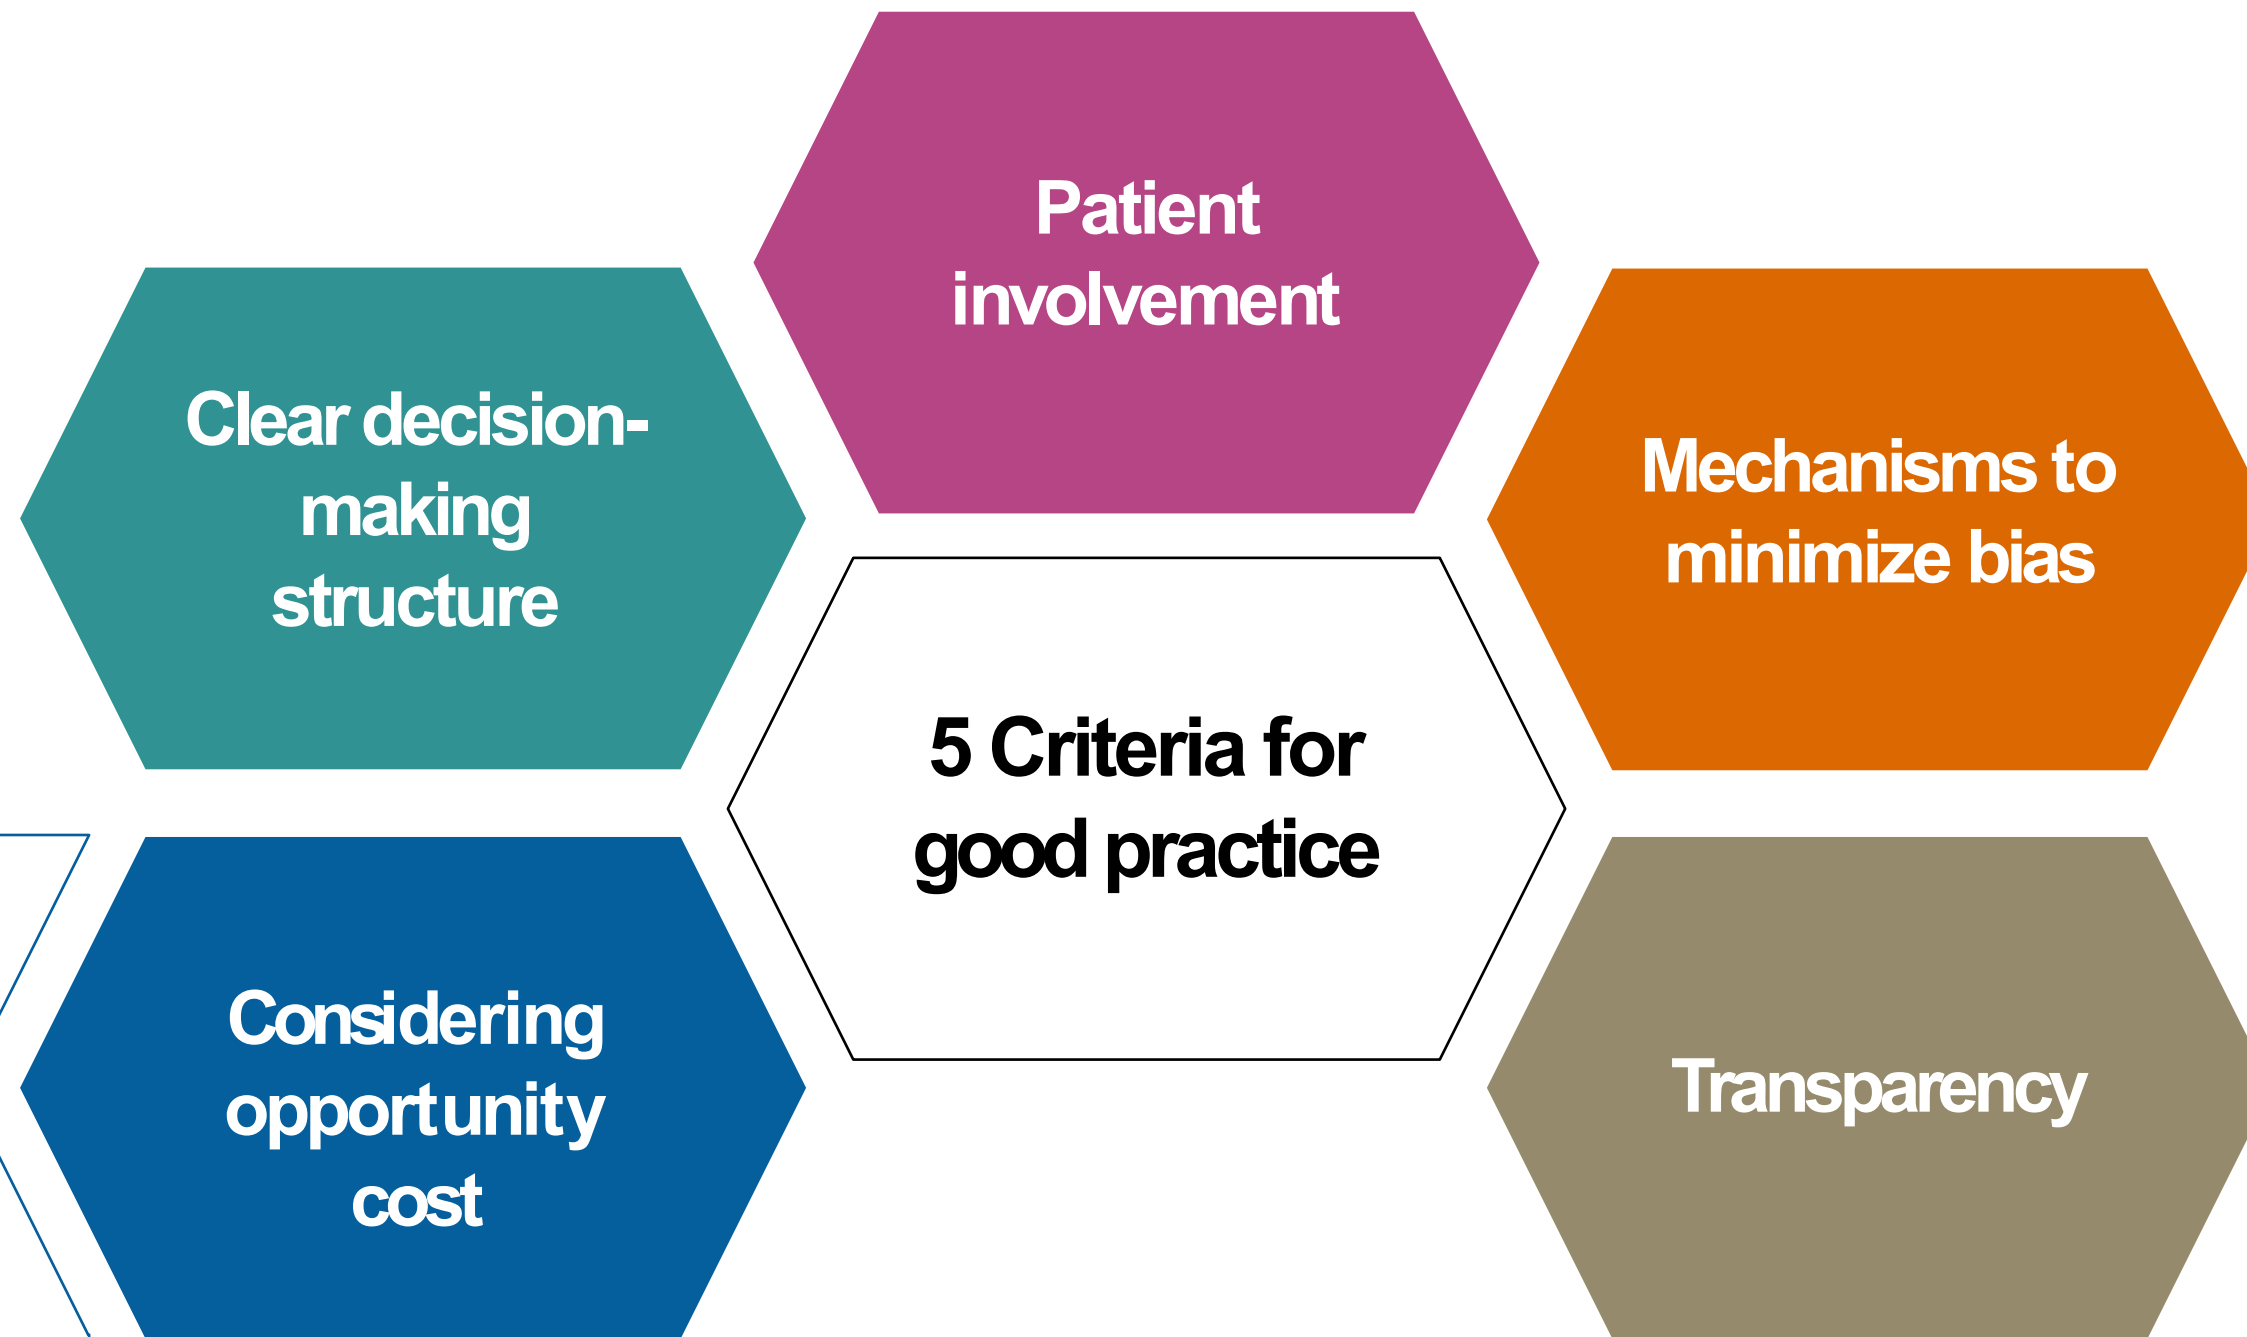 Patient
involvement
Clear decision-
making
structure
Mechanisms to
minimize bias
5 Criteria for
good practice
Considering
opportunity
cost
Transparency